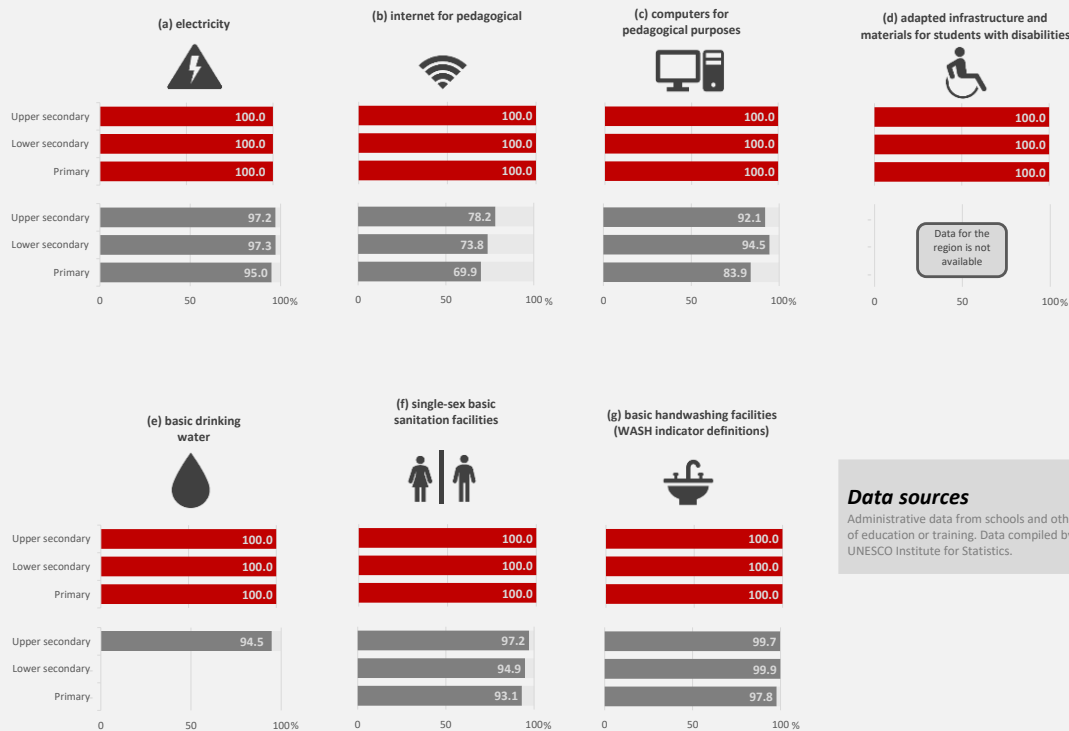 (a) electricity
(b) internet for pedagogical
(c) computers for
pedagogical purposes
(d) adapted infrastructure and
materials for students with disabilities
Upper secondary
100.0
100.0
100.0
100.0
Lower secondary
100.0
100.0
100.0
100.0
Primary
100.0
100.0
100.0
100.0
Upper secondary
97.2
78.2
92.1
Lower secondary
97.3
73.8
94.5
Primary
95.0
69.9
83.9
Data for the
region is not
available
0 50 100%
0 50 100%
0 50 100%
0 50 100%
(e) basic drinking
water
(f) single-sex basic
sanitation facilities
(g) basic handwashing facilities
(WASH indicator definitions)
Upper secondary
100.0
100.0
100.0
Lower secondary
100.0
100.0
100.0
Primary
100.0
100.0
100.0
Upper secondary
94.5
97.2
99.7
Lower secondary
94.9
99.9
Primary
93.1
97.8
0 50 100%
0 50 100%
0 50 100%
Data sources
Administrative data from schools and oth
of education or training. Data compiled by
UNESCO Institute for Statistics.